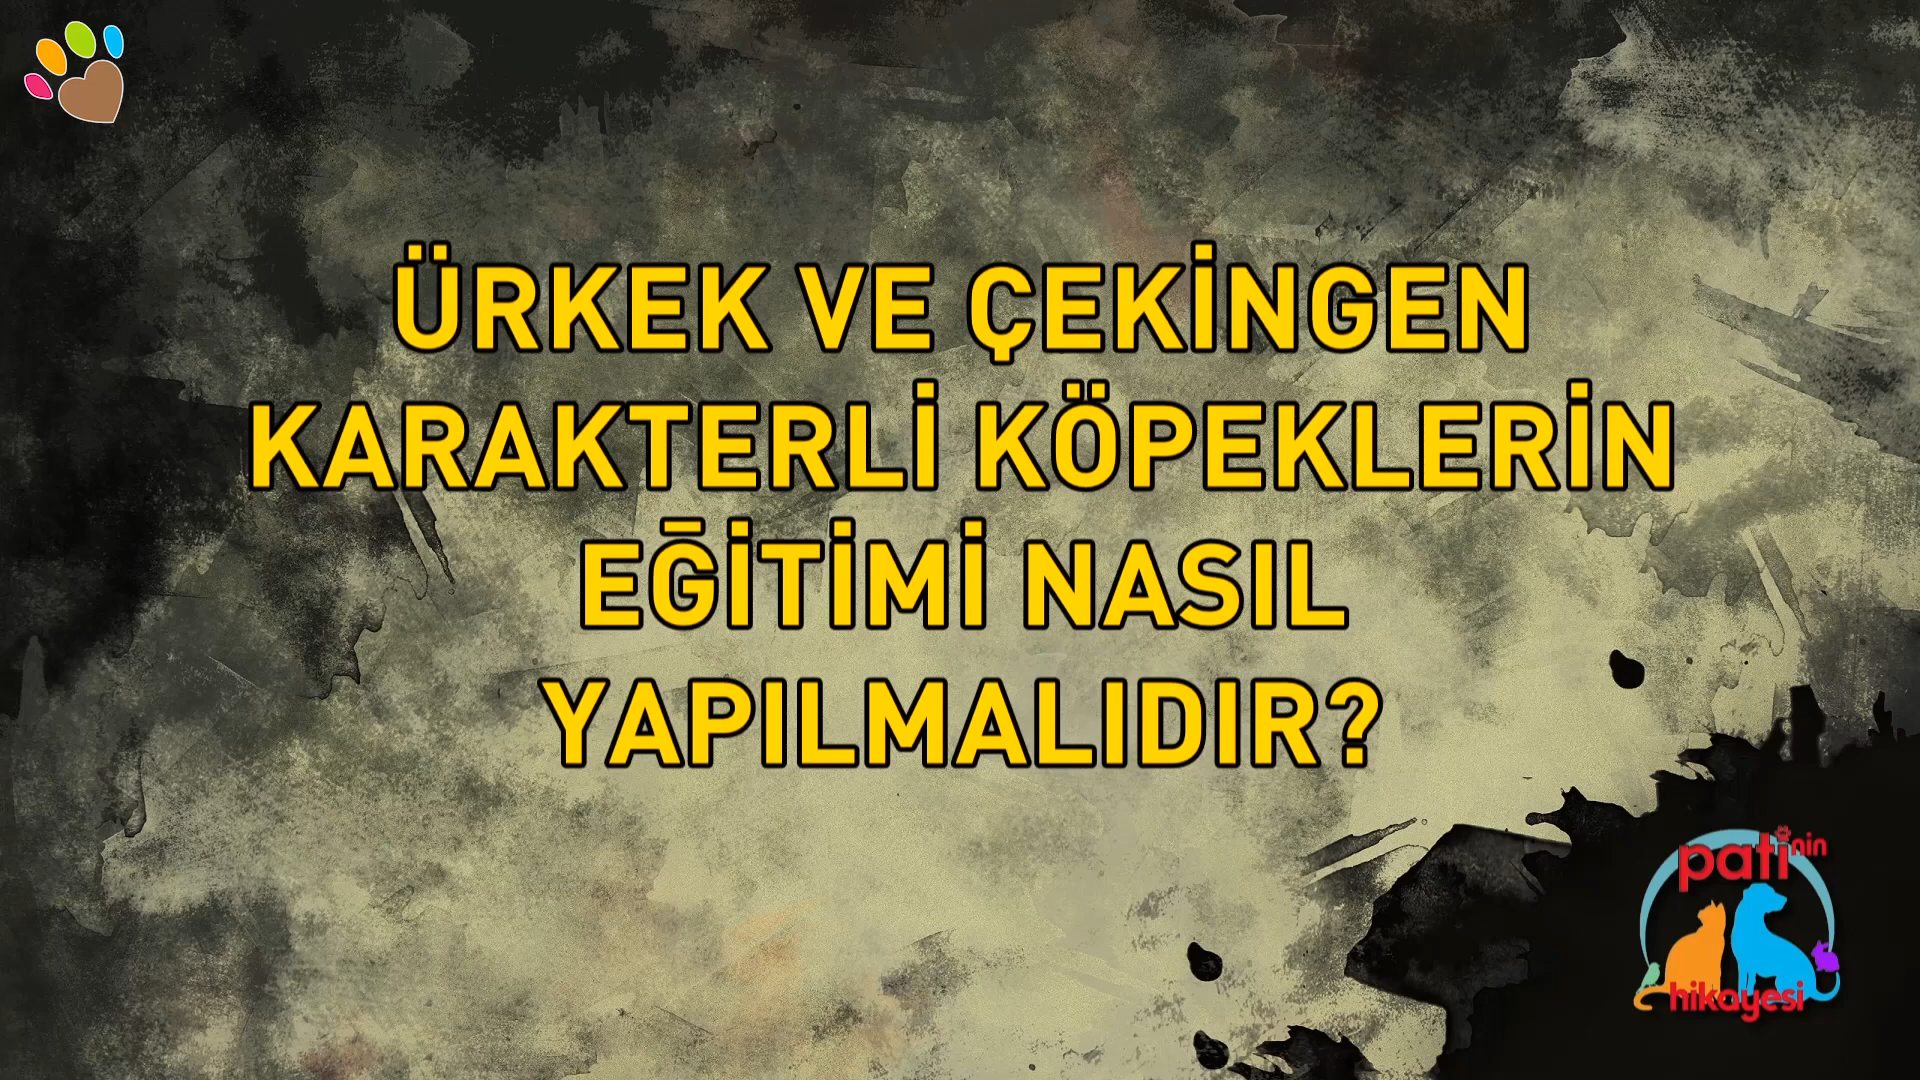 ÜRKEK VE ÇEKİNGEN
KARAKTERLİ KÖPEKLERİN
EĞİTİMİ NASIL
YAPILMALIDIR?
patinin
hikayesi